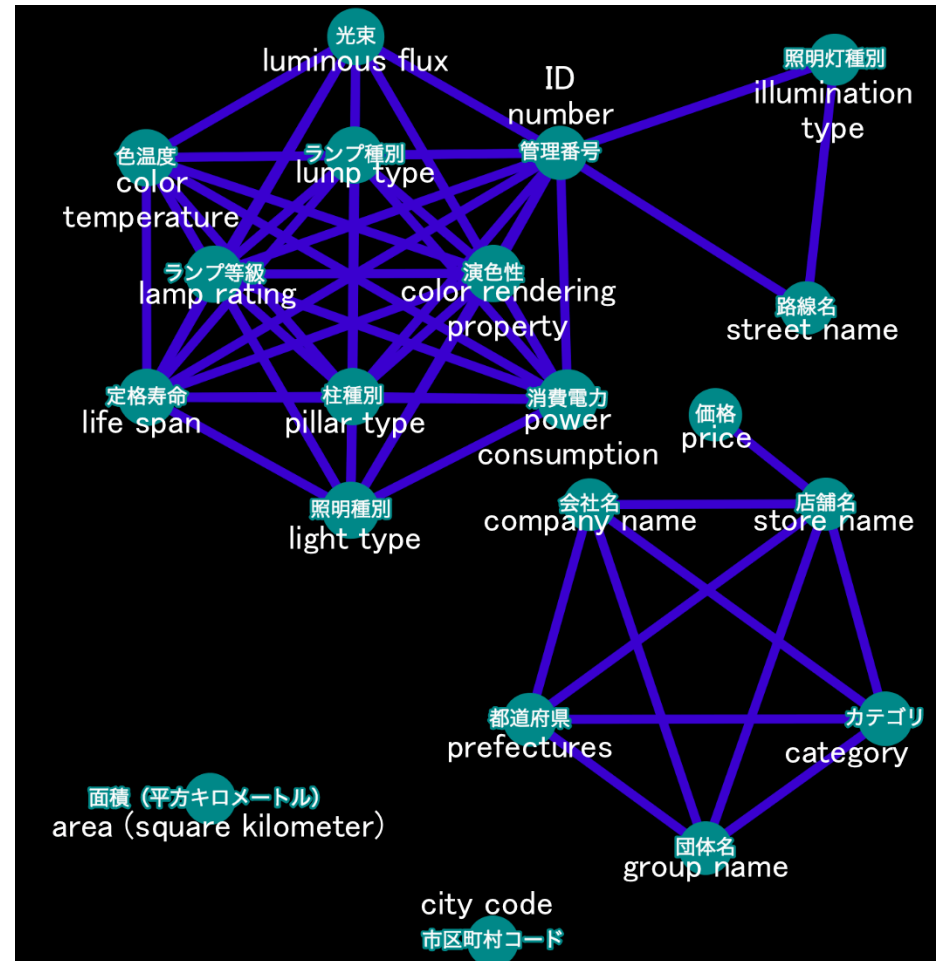 光束
luminous flux
照明灯種別
illumination
type
ID
number
管理番号
色温度
color
temperature
ランプ種別
lump type
ランプ等級
lamp rating
演色性
color rendering
property
路線名
street name
定格寿命
life span
柱種別
pillar type
消費電力
power
consumption
価格
price
照明種別
light type
会社名
company name
店舗名
store name
都道府県
prefectures
カテゴリ
category
面積（平方キロメートル）
area (square kilometer)
団体名
group name
city code
市区町村コード